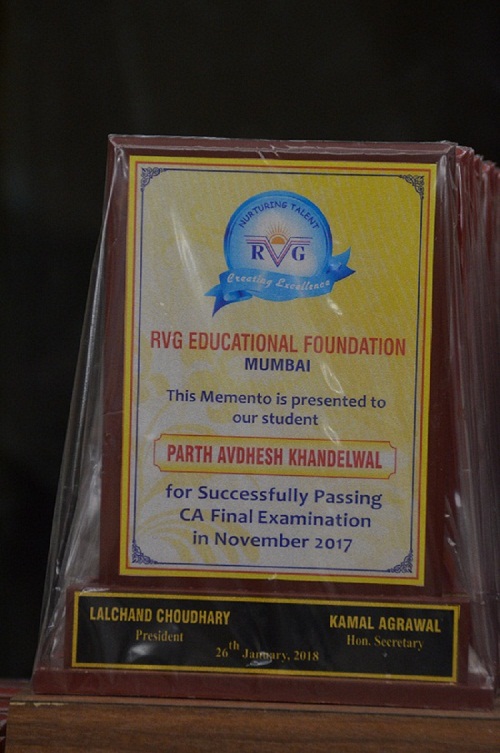 NURTURING TALENT
RVG
Creating Excellence
RVG EDUCATIONAL FOUNDATION
MUMBAI
This Memento is presented to
our student
PARTH AVDHESH KHANDELWAL
for Successfully Passing
CA Final Examination
in November 2017
LALCHAND CHOUDHARY KAMAL AGRAWAL
President Hon. Secretary
26th January, 2018